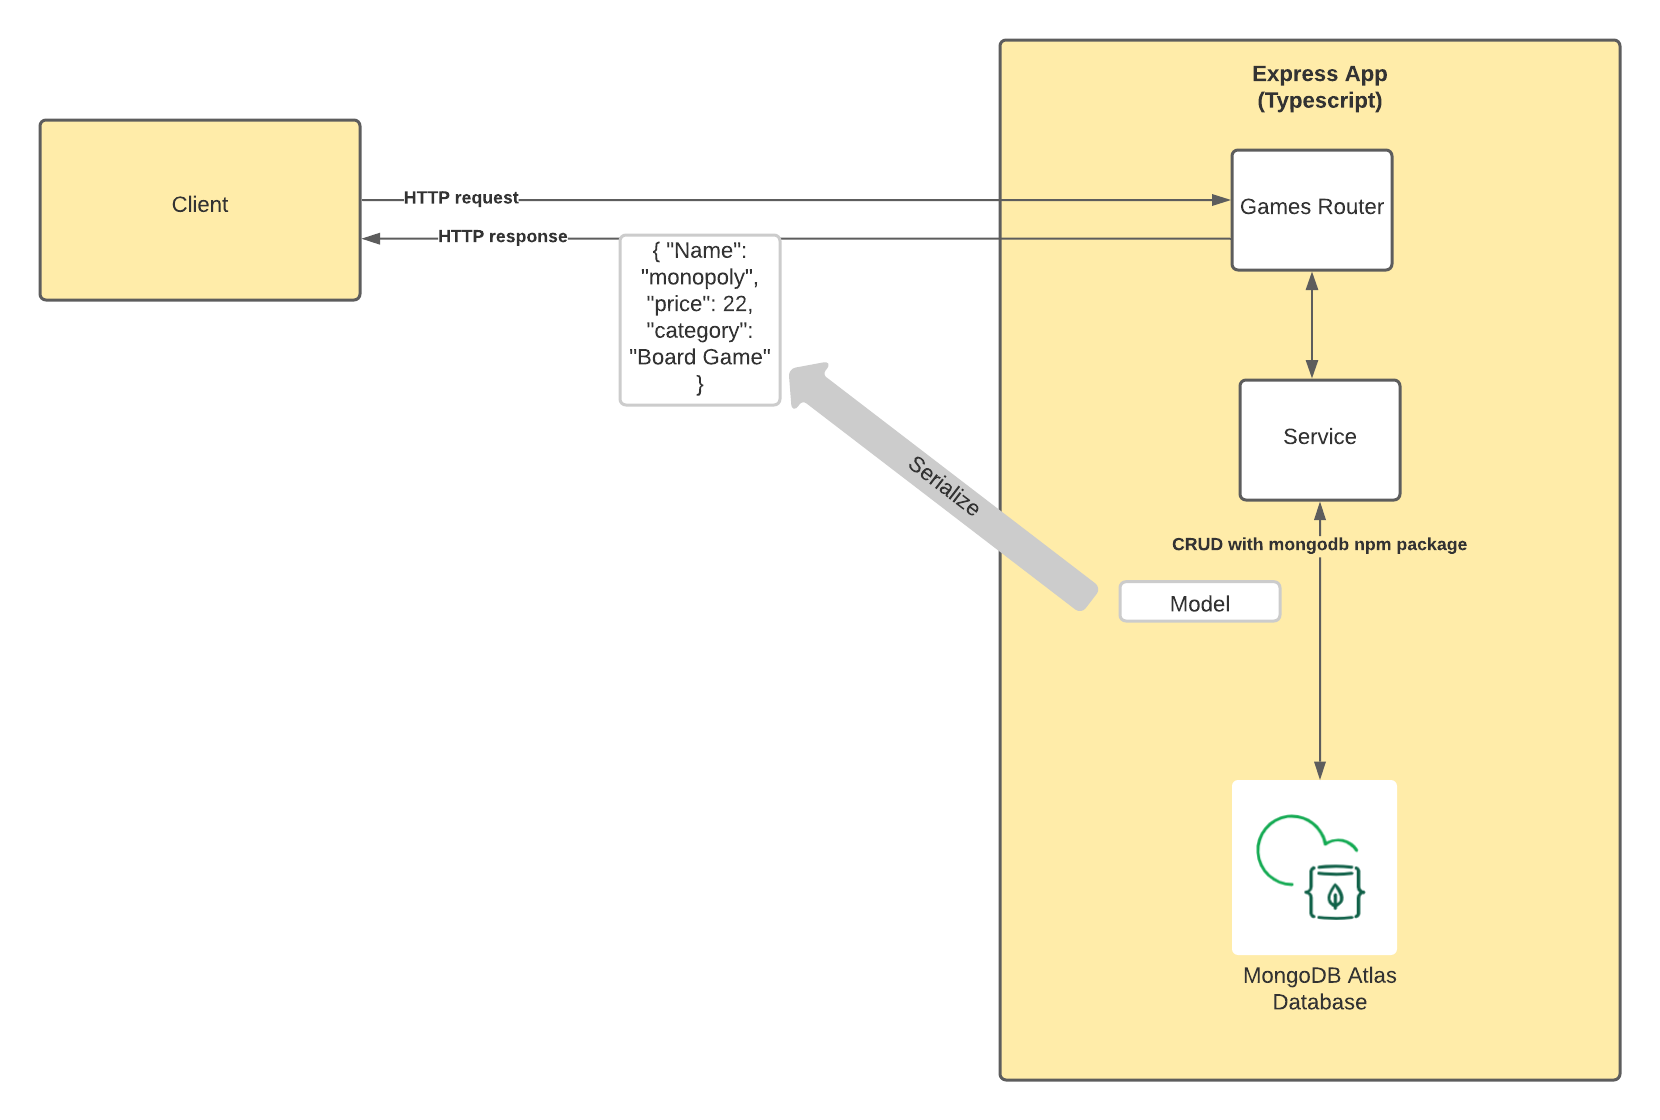 Express App
(Typescript)
Client
HTTP request
Games Router
HTTP response
{ "Name":
"monopoly",
"price": 22,
"category":
"Board Game"
}
Service
Serialize
CRUD with mongodb npm package
Model
MongoDB Atlas
Database